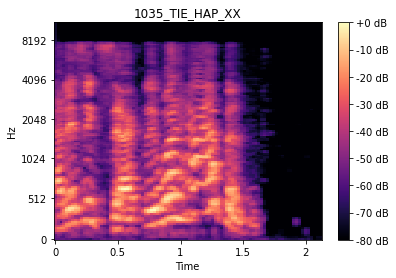 1035_TIE_HAP_XX
Hz
8192
4096
2048
1024
512
0
0
0.5
1
1.5
2
Time
+0 dB
-10 dB
-20 dB
-30 dB
-40 dB
-50 dB
-60 dB
-70 dB
-80 dB